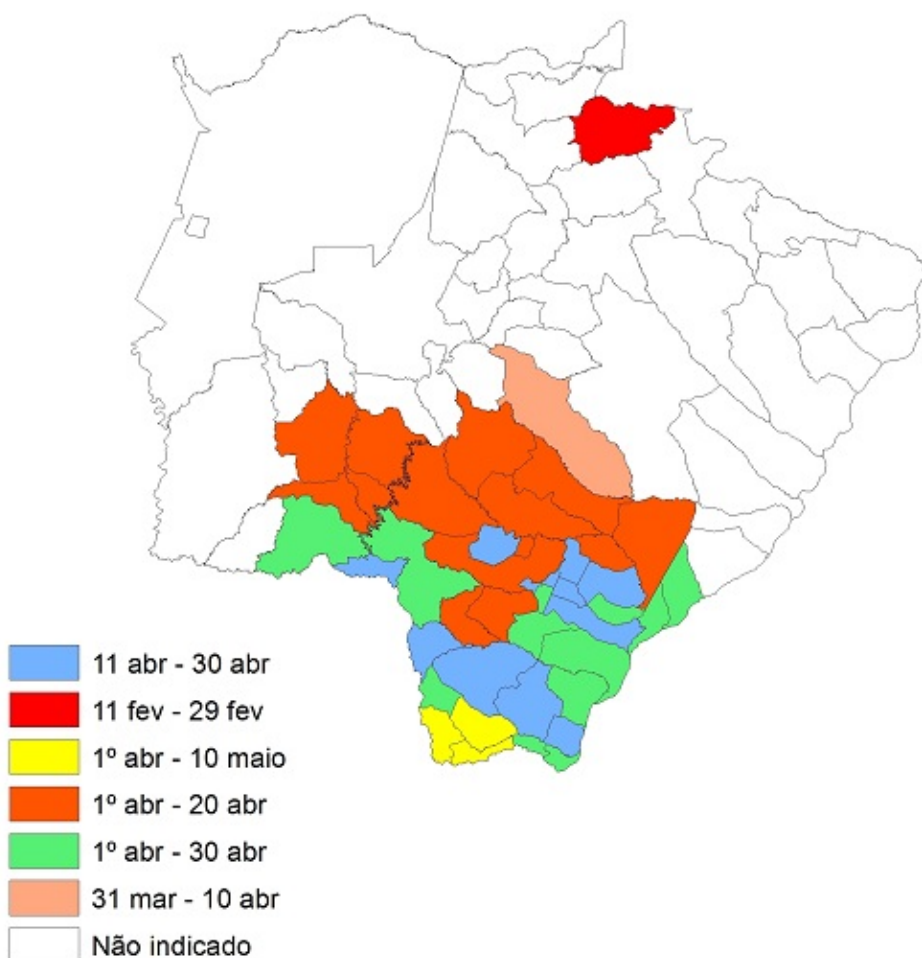 11 abr - 30 abr
11 fev - 29 fev
1º abr - 10 maio
1º abr - 20 abr
1º abr - 30 abr
31 mar - 10 abr
Não indicado